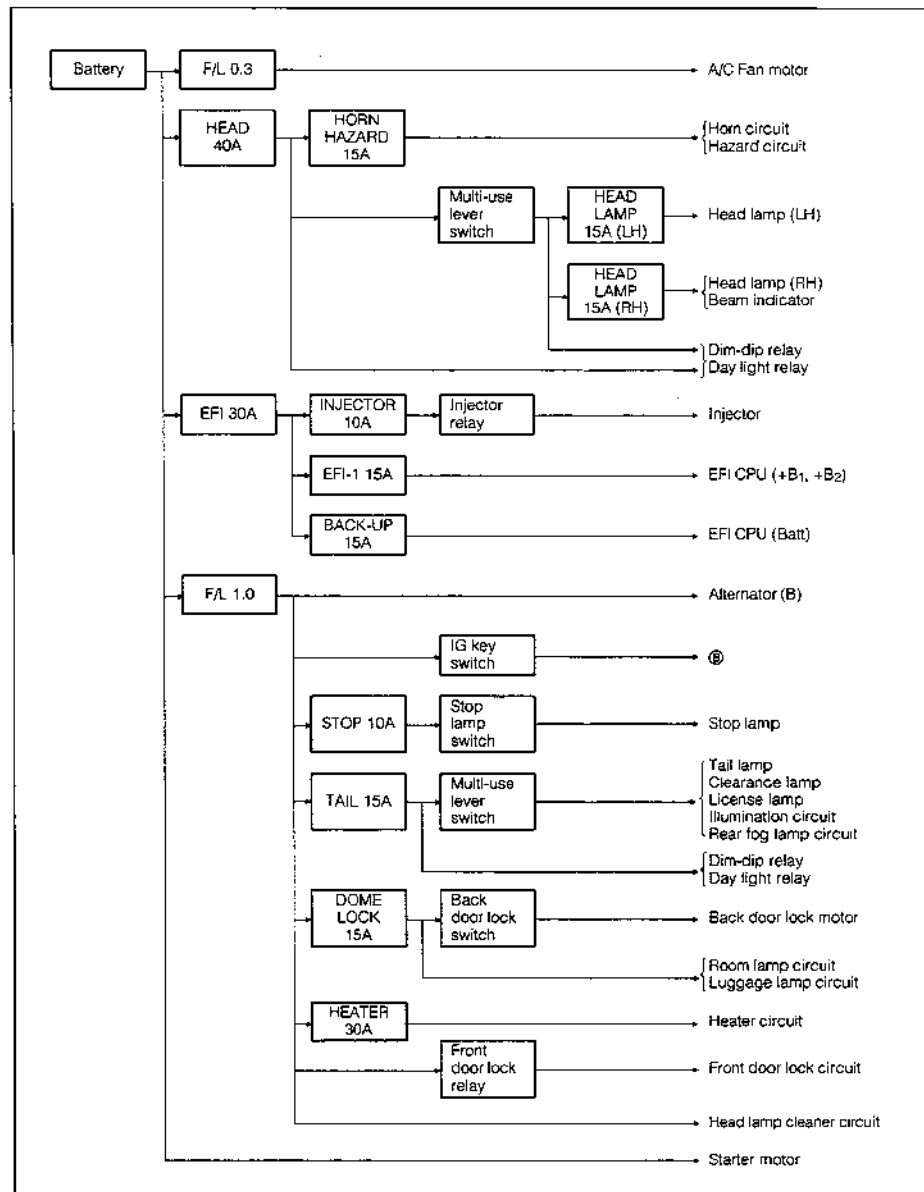 Battery
F/L 0.3
A/C Fan motor
HEAD
40A
HORN
HAZARD
15A
Horn circuit
Hazard circuit
Multi-use
lever
switch
HEAD
LAMP
15A (LH)
Head lamp (LH)
HEAD
LAMP
15A (RH)
Head lamp (RH)
Beam indicator
Dim-dip relay
Day light relay
EFI 30A
INJECTOR
10A
Injector
relay
Injector
EFI-1 15A
EFI CPU (+B1, +B2)
BACK-UP
15A
EFI CPU (Batt)
F/L 1.0
Alternator (B)
IG key
switch
Ⓑ
STOP 10A
Stop
lamp
switch
Stop lamp
TAIL 15A
Multi-use
lever
switch
Tail lamp
Clearance lamp
License lamp
Illumination circuit
Rear fog lamp circuit
Dim-dip relay
Day light relay
DOME
LOCK
15A
Back
door lock
switch
Back door lock motor
Room lamp circuit
Luggage lamp circuit
HEATER
30A
Heater circuit
Front
door lock
relay
Front door lock circuit
Head lamp cleaner circuit
Starter motor